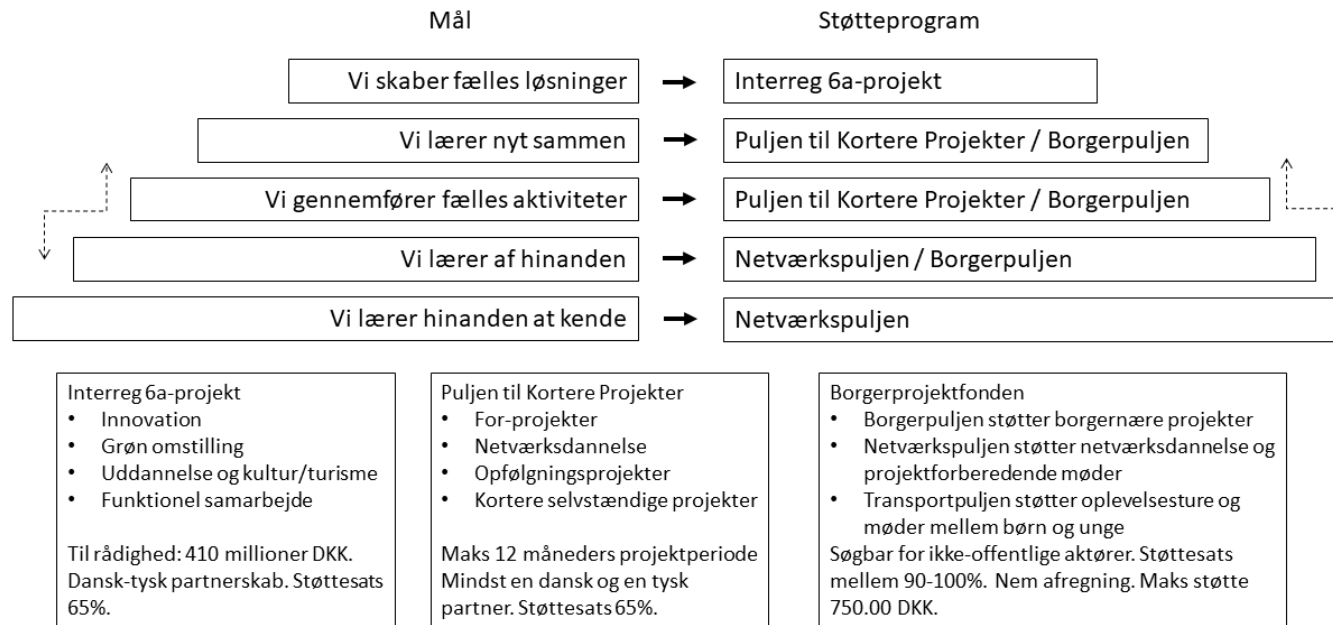 Mål
Støtteprogram
Vi skaber fælles løsninger
Interreg 6a-projekt
Vi lærer nyt sammen
Puljen til Kortere Projekter / Borgerpuljen
Vi gennemfører fælles aktiviteter
Puljen til Kortere Projekter / Borgerpuljen
Vi lærer af hinanden
Netværkspuljen / Borgerpuljen
Vi lærer hinanden at kende
Netværkspuljen
Interreg 6a-projekt
• Innovation
• Grøn omstilling
• Uddannelse og kultur/turisme
• Funktionel samarbejde
Til rådighed: 410 millioner DKK.
Dansk-tysk partnerskab. Støttesats
65%.
Puljen til Kortere Projekter
• For-projekter
• Netværksdannelse
• Opfølgningsprojekter
• Kortere selvstændige projekter
Maks 12 måneders projektperiode
Mindst en dansk og en tysk
partner. Støttesats 65%.
Borgerprojektfonden
• Borgerpuljen støtter borgernære projekter
• Netværkspuljen støtter netværksdannelse og
projektforberedende møder
• Transportpuljen støtter oplevelsesture og
møder mellem børn og unge
Søgbar for ikke-offentlige aktører. Støttesats
mellem 90-100%. Nem afregning. Maks støtte
750.00 DKK.